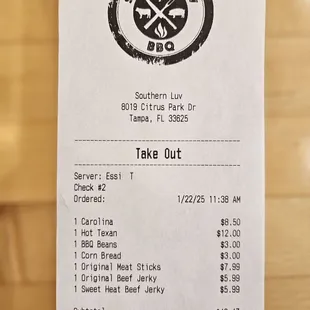 BBQ
Southern Luv
8019 Citrus Park Dr
Tampa, FL 33625
Take Out
Server: Essi T
Check #2
Ordered: 1/22/25 11:38 AM
1 Carolina $8.50
1 Hot Texan $12.00
1 BBQ Beans $3.00
1 Corn Bread $3.00
1 Original Meat Sticks $7.99
1 Original Beef Jerky $5.99
1 Sweet Heat Beef Jerky $5.99